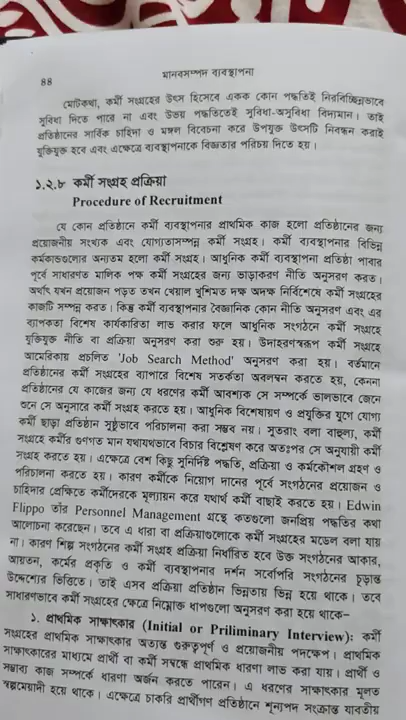 ৪৪
মানবসম্পদ ব্যবস্থাপনা
মোটকথা, কর্মী সংগ্রহের উৎস হিসেবে একক কোন পদ্ধতিই নিরবিচ্ছিন্নভাবে
সুবিধা দিতে পারে না এবং উভয় পদ্ধতিতেই সুবিধা-অসুবিধা বিদ্যমান। তাই
প্রতিষ্ঠানের সার্বিক চাহিদা ও মঙ্গল বিবেচনা করে উপযুক্ত উৎসটি নিবন্ধন করাই
যুক্তিযুক্ত হবে এবং এক্ষেত্রে ব্যবস্থাপনাকে বিজ্ঞতার পরিচয় দিতে হয়।
১.২.৮ কর্মী সংগ্রহ প্রক্রিয়া
Procedure of Recruitment
যে কোন প্রতিষ্ঠানে কর্মী ব্যবস্থাপনার প্রাথমিক কাজ হলো প্রতিষ্ঠানের জন্য
প্রয়োজনীয় সংখ্যক এবং যোগ্যতাসম্পন্ন কর্মী সংগ্রহ। কর্মী ব্যবস্থাপনার বিভিন্ন
কর্মকান্ডের অন্যতম হলো কর্মী সংগ্রহ। আধুনিক কর্মী ব্যবস্থাপনা প্রতিষ্ঠা পাবার
পূর্বে সাধারণত মালিক পক্ষ কর্মী সংগ্রহের জন্য ভাড়াকরণ নীতি অনুসরণ করত।
অর্থাৎ যখন প্রয়োজন পড়ত তখন খেয়াল খুশিমত দক্ষ অদক্ষ নির্বিশেষে কর্মী সংগ্রহের
কাজটি সম্পন্ন করত। কিন্তু কর্মী ব্যবস্থাপনার বৈজ্ঞানিক কোন নীতি অনুসরণ এবং এর
ব্যাপকতা বিশেষ কার্যকারিতা লাভ করার ফলে আধুনিক সংগঠনে কর্মী সংগ্রহে
যুক্তিযুক্ত নীতি বা প্রক্রিয়া অনুসরণ করা শুরু হয়। উদাহরণস্বরূপ কর্মী সংগ্রহে
আমেরিকায় প্রচলিত 'Job Search Method' অনুসরণ করা হয়। বর্তমানে
প্রতিষ্ঠানের কর্মী সংগ্রহের ব্যাপারে বিশেষ সতর্কতা অবলম্বন করতে হয়, কেননা
প্রতিষ্ঠানের যে কাজের জন্য যে ধরণের কর্মী আবশ্যক সে সম্পর্কে ভালভাবে জেনে
শুনে সে অনুসারে কর্মী সংগ্রহ করতে হয়। আধুনিক বিশেষায়ণ ও প্রযুক্তির যুগে যোগ্য
কর্মী ছাড়া প্রতিষ্ঠান সুষ্ঠুভাবে পরিচালনা করা সম্ভব নয়। সুতরাং বলা বাহুল্য, কর্মী
সংগ্রহে কর্মীর গুণগত মান যথাযথভাবে বিচার বিশ্লেষণ করে অতঃপর সে অনুযায়ী কর্মী
সংগ্রহ করতে হয়। এক্ষেত্রে বেশ কিছু সুনির্দিষ্ট পদ্ধতি, প্রক্রিয়া ও কর্মকৌশল গ্রহণ ও
পরিচালনা করতে হয়। কারণ কর্মীকে নিয়োগ দানের পূর্বে সংগঠনের প্রয়োজন ও
চাহিদার প্রেক্ষিতে কর্মীদেরকে মূল্যায়ন করে যথার্থ কর্মী বাছাই করতে হয়। Edwin
Flippo তাঁর Personnel Management গ্রন্থে কতগুলো জনপ্রিয় পদ্ধতির কথা
আলোচনা করেছেন। তবে এ ধারা বা প্রক্রিয়াগুলোকে কর্মী সংগ্রহের মডেল বলা যায়
না। কারণ শিল্প সংগঠনের কর্মী সংগ্রহ প্রক্রিয়া নির্ধারিত হবে উক্ত সংগঠনের আকার,
আয়তন, কর্মের প্রকৃতি ও কর্মী ব্যবস্থাপনার দর্শন সর্বোপরি সংগঠনের চূড়ান্ত
উদ্দেশ্যের ভিত্তিতে। তাই এসব প্রক্রিয়া প্রতিষ্ঠান ভিন্নতায় ভিন্ন হয়ে থাকে। তবে
সাধারণভাবে কর্মী সংগ্রহের ক্ষেত্রে নিম্নোক্ত ধাপগুলো অনুসরণ করা হয়ে থাকে–
১. প্রাথমিক সাক্ষাৎকার (Initial or Priliminary Interview): কর্মী
সংগ্রহের প্রাথমিক সাক্ষাৎকার অত্যন্ত গুরুত্বপূর্ণ ও প্রয়োজনীয় পদক্ষেপ। প্রাথমিক
সাক্ষাৎকারের মাধ্যমে প্রার্থী বা কর্মী সম্বন্ধে প্রাথমিক ধারণা লাভ করা যায়। প্রার্থী ও
সম্ভাব্য কাজ সম্পর্কে ধারণা অর্জন করতে পারেন। এ ধরণের সাক্ষাৎকার মূলত
স্বল্পমেয়াদী হয়ে থাকে। এক্ষেত্রে চাকরি প্রার্থীগণ প্রতিষ্ঠানে শূন্যপদ সংক্রান্ত যাবতীয়